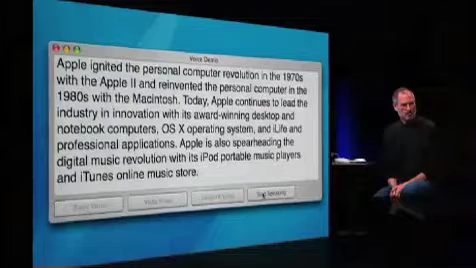 Voice Demo
Apple ignited the personal computer revolution in the 1970s
with the Apple II and reinvented the personal computer in the
1980s with the Macintosh. Today, Apple continues to lead the
industry in innovation with its award-winning desktop and
notebook computers, OS X operating system, and iLife and
professional applications. Apple is also spearheading the
digital music revolution with its iPod portable music players
and iTunes online music store.
Speaking